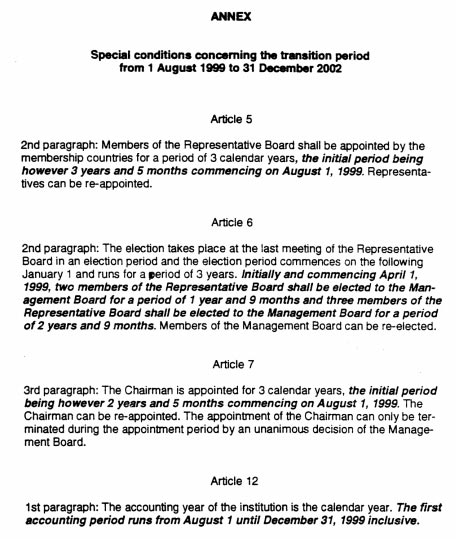 ANNEX
Special conditions concerning the transition period
from 1 August 1999 to 31 December 2002
Article 5
2nd paragraph: Members of the Representative Board shall be appointed by the
membership countries for a period of 3 calendar years, the initial period being
however 3 years and 5 months commencing on August 1, 1999. Representa-
tives can be re-appointed.
Article 6
2nd paragraph: The election takes place at the last meeting of the Representative
Board in an election period and the election period commences on the following
January 1 and runs for a period of 3 years. Initially and commencing April 1,
1999, two members of the Representative Board shall be elected to the Man-
agement Board for a period of 1 year and 9 months and three members of the
Representative Board shall be elected to the Management Board for a period
of 2 years and 9 months. Members of the Management Board can be re-elected.
Article 7
3rd paragraph: The Chairman is appointed for 3 calendar years, the initial period
being however 2 years and 5 months commencing on August 1, 1999. The
Chairman can be re-appointed. The appointment of the Chairman can only be ter-
minated during the appointment period by an unanimous decision of the Manage-
ment Board.
Article 12
1st paragraph: The accounting year of the institution is the calendar year. The first
accounting period runs from August 1 until December 31, 1999 inclusive.